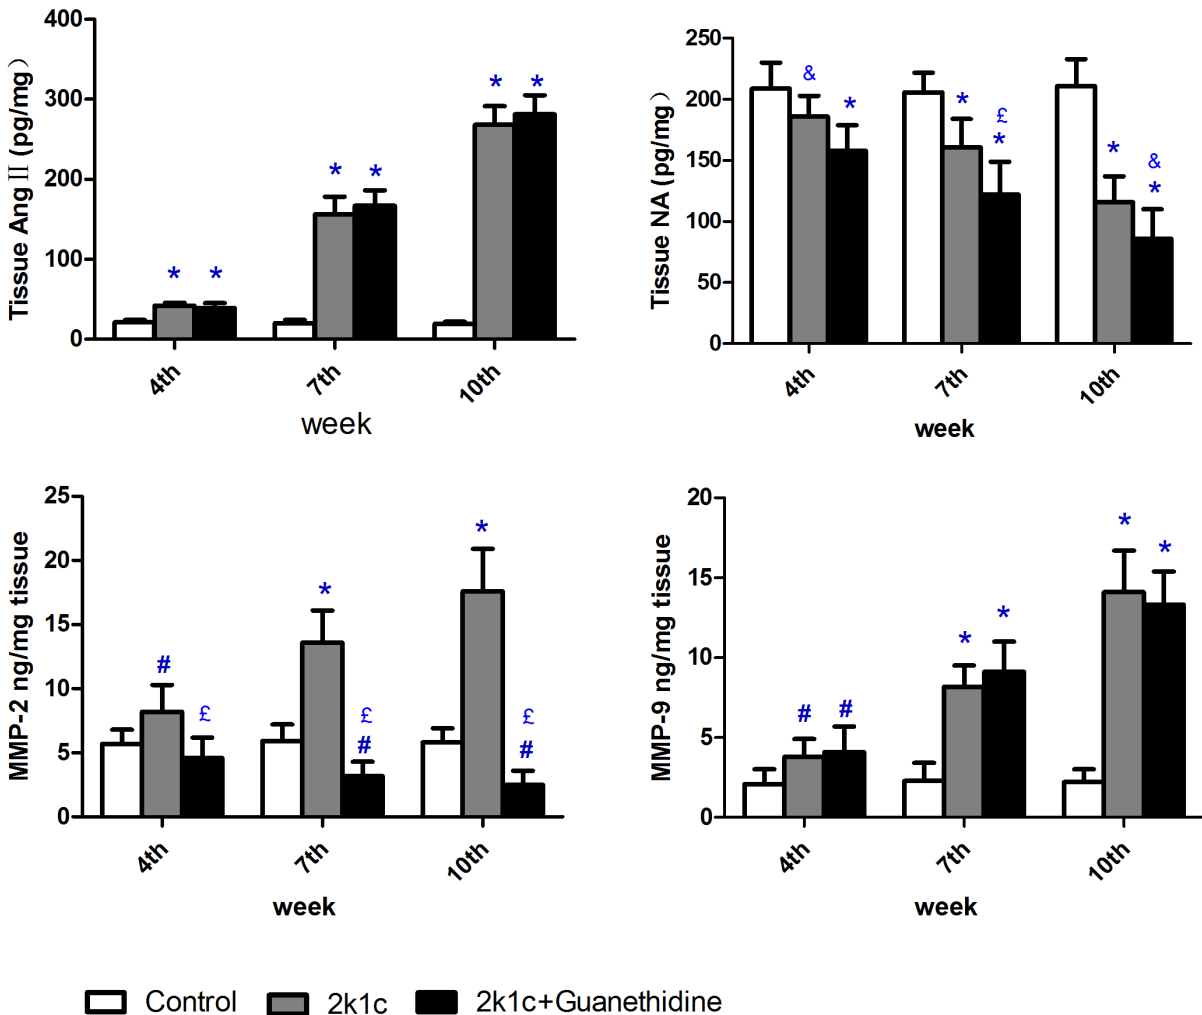 Tissue Ang Ⅱ (pg/mg)
400
300
200
100
0
* * * * * *
4th 7th 10th
week
Tissue NA (pg/mg)
250
200
150
100
50
0
& * * £ * * & *
4th 7th 10th
week
MMP-2 ng/mg tissue
25
20
15
10
5
0
# £ * £ # * £ #
4th 7th 10th
week
MMP-9 ng/mg tissue
20
15
10
5
0
# # * * * *
4th 7th 10th
week
Control 2k1c 2k1c+Guanethidine